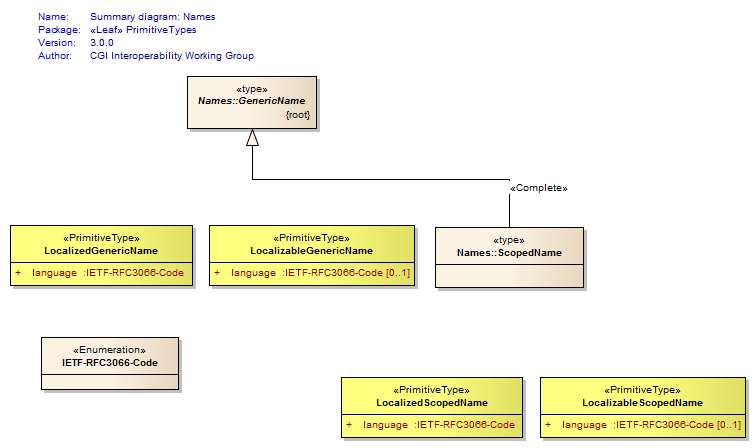 Name: Summary diagram: Names
Package: «Leaf» PrimitiveTypes
Version: 3.0.0
Author: CGI Interoperability Working Group
«type»
Names::GenericName
{root}
«Complete»
«PrimitiveType»
LocalizedGenericName
+ language :IETF-RFC3066-Code
«PrimitiveType»
LocalizableGenericName
+ language :IETF-RFC3066-Code [0..1]
«type»
Names::ScopedName
«Enumeration»
IETF-RFC3066-Code
«PrimitiveType»
LocalizedScopedName
+ language :IETF-RFC3066-Code
«PrimitiveType»
LocalizableScopedName
+ language :IETF-RFC3066-Code [0..1]